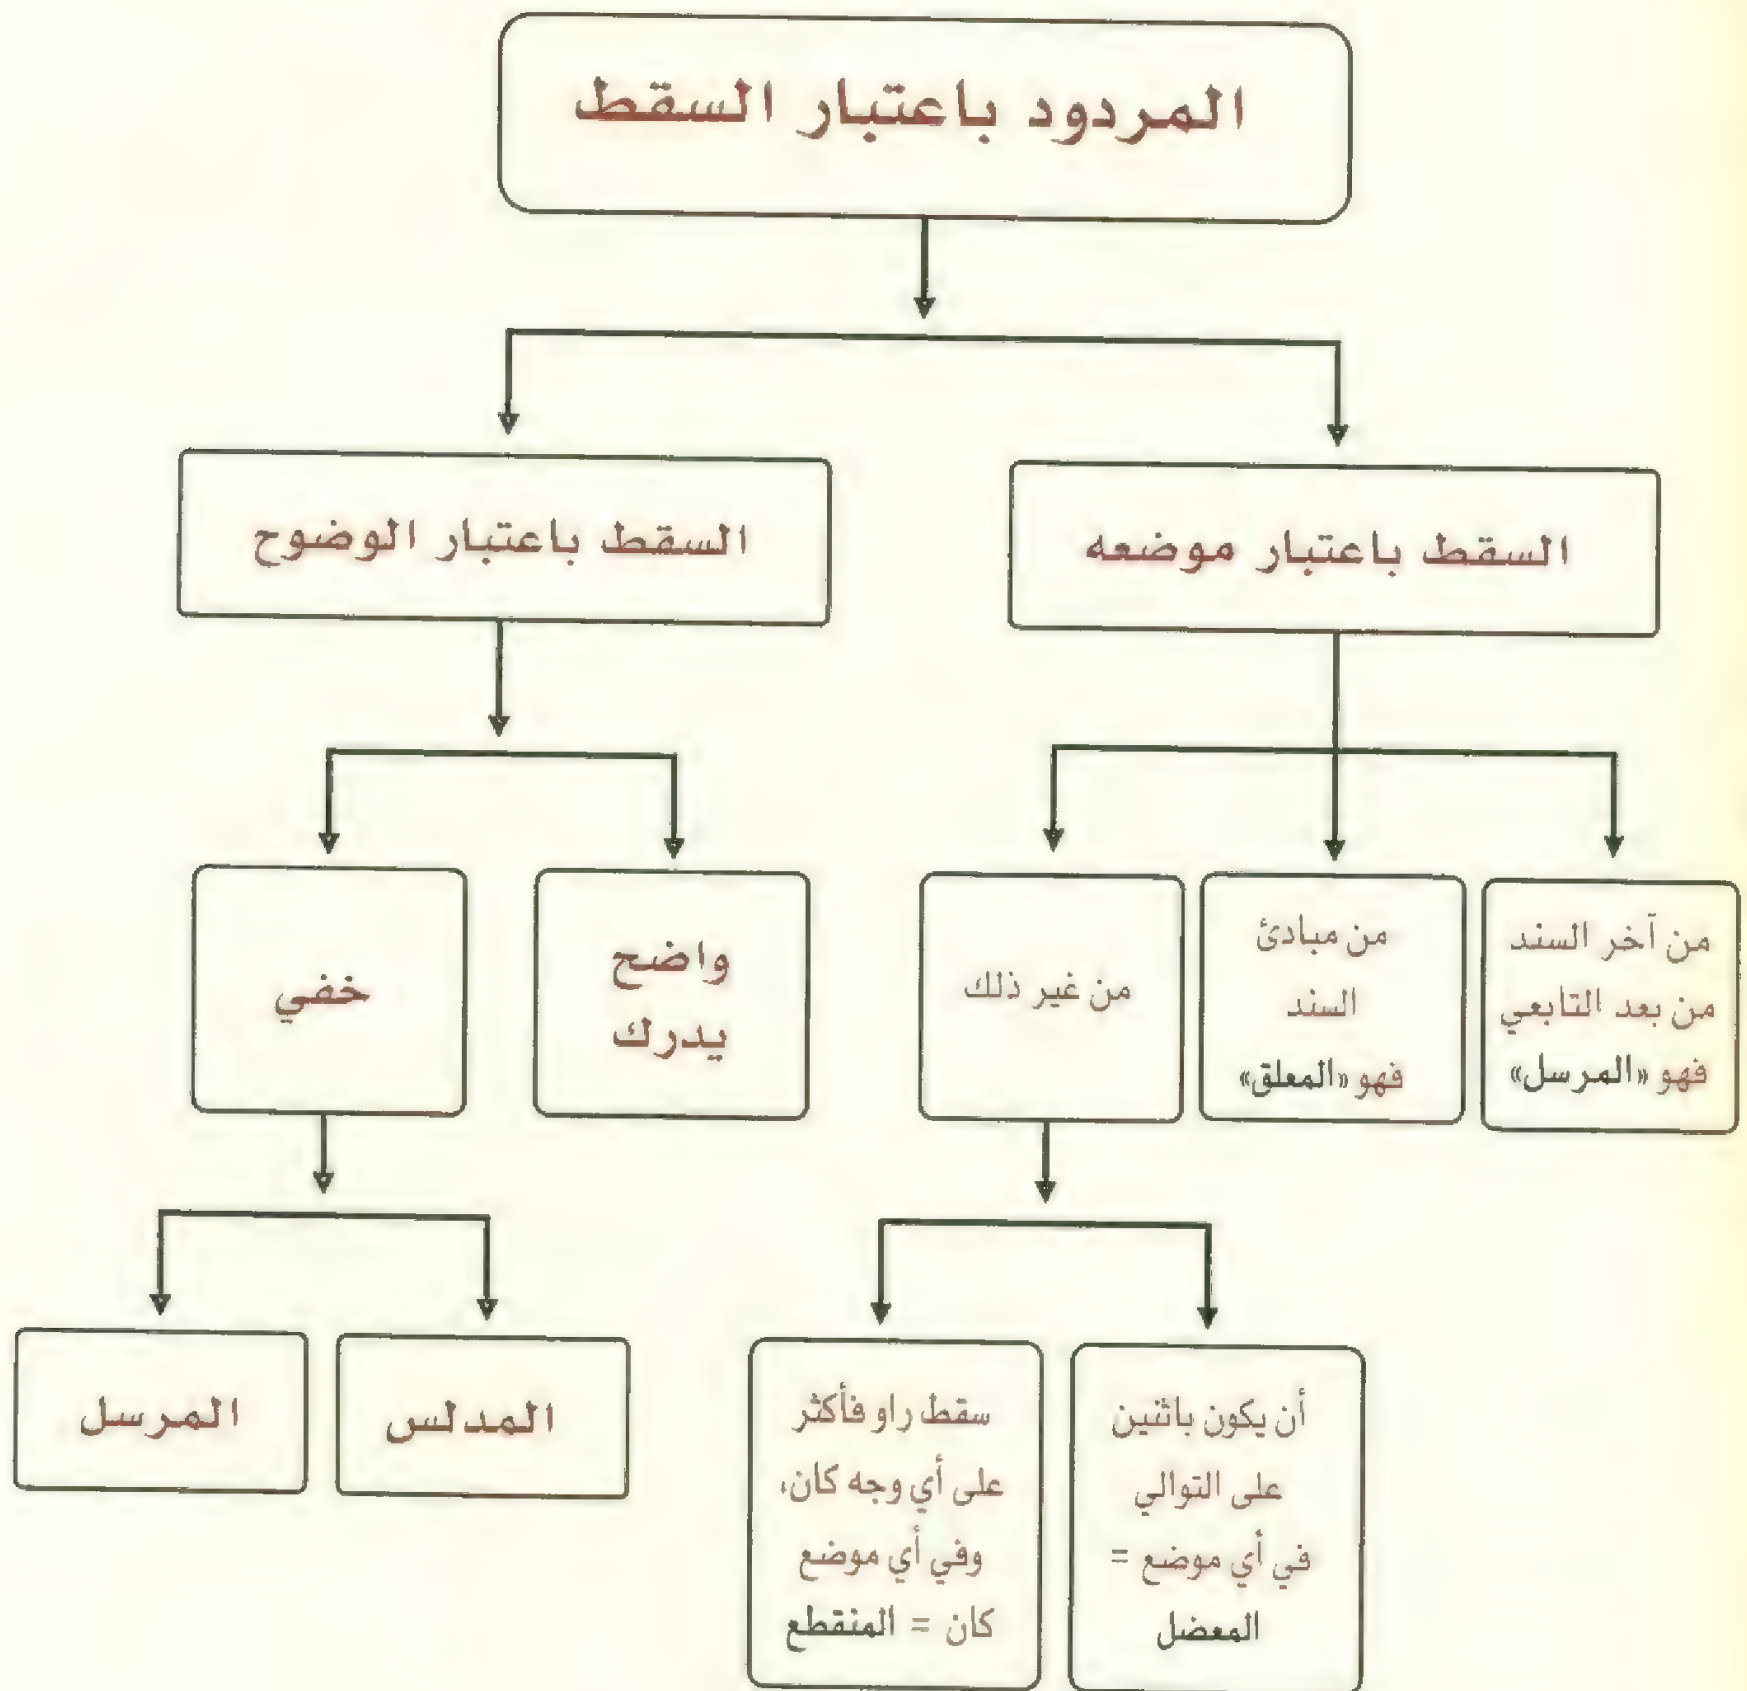 المردود باعتبار السقط
السقط باعتبار موضعه
السقط باعتبار الوضوح
من آخر السند
من بعد التابعي
فهو «المرسل»
من مبادئ
السند
فهو «المعلق»
من غير ذلك
واضح
يدرك
خفي
أن يكون باثنين
على التوالي
في أي موضع =
المعضل
سقط راو فأكثر
على أي وجه كان،
وفي أي موضع
كان = المنقطع
المدلس
المرسل